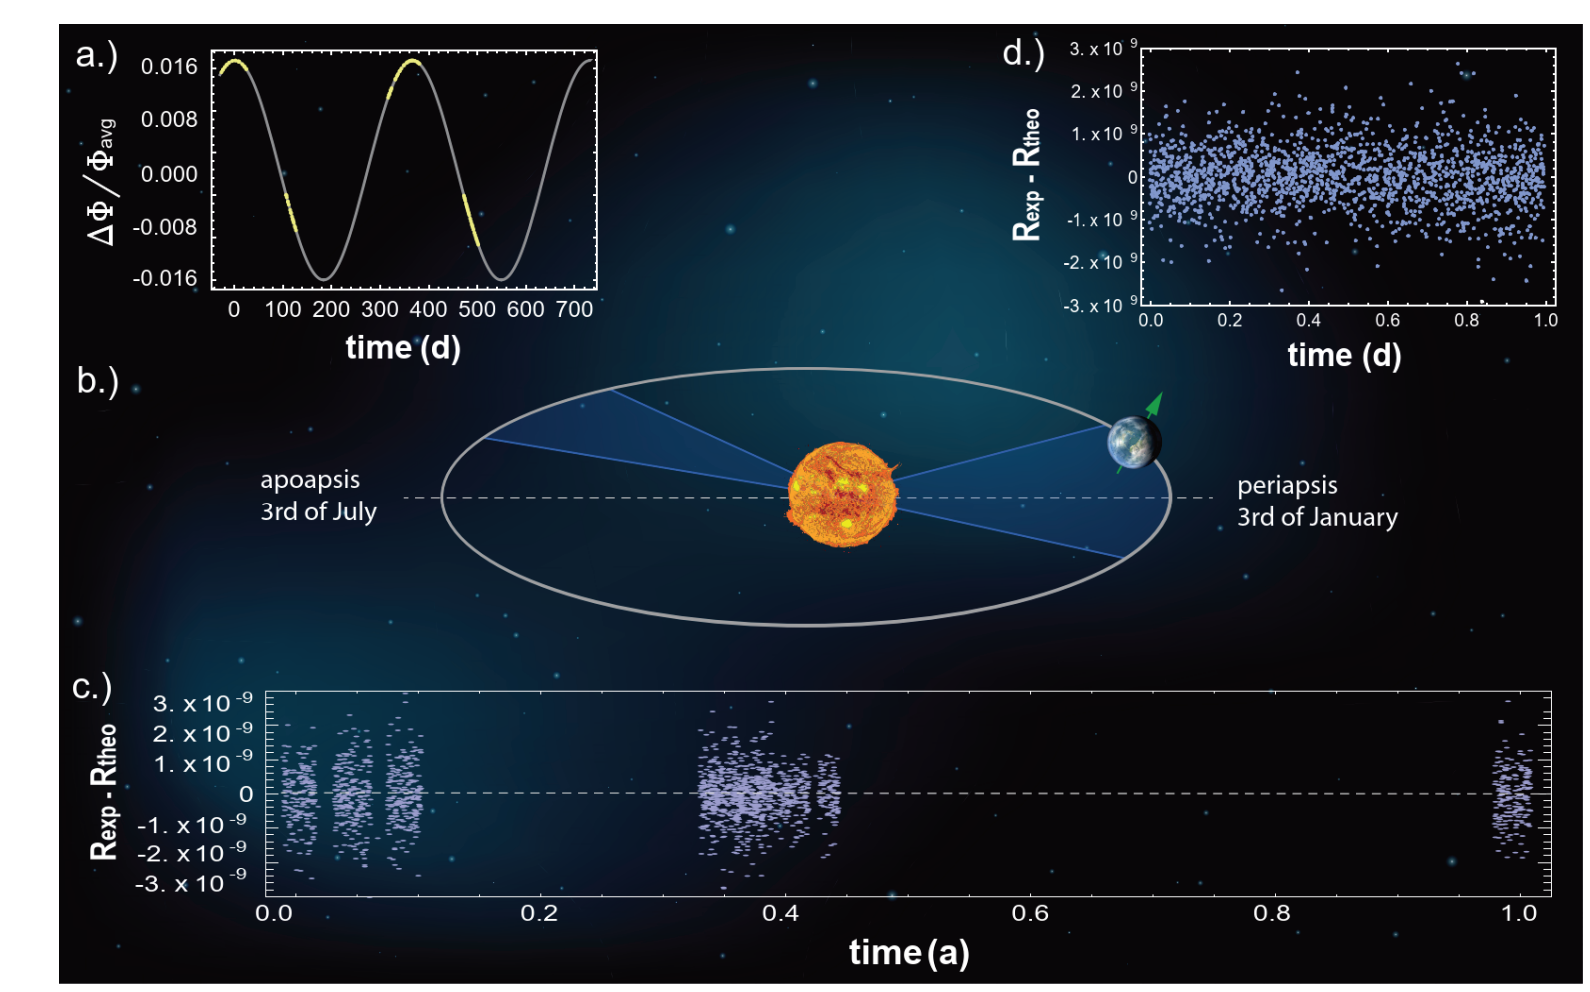 a.)
0.016
0.008
0.000
-0.008
-0.016
ΔΦ/Φavg
0 100 200 300 400 500 600 700
time (d)
d.)
3. x 10 9
2. x 10 9
1. x 10 9
0
-1. x 10 9
-2. x 10 9
-3. x 10 9
Rexp - Rtheo
0.0 0.2 0.4 0.6 0.8 1.0
time (d)
b.)
apoapsis
3rd of July
periapsis
3rd of January
c.)
3. x 10 -9
2. x 10 -9
1. x 10 -9
0
-1. x 10 -9
-2. x 10 -9
-3. x 10 -9
Rexp - Rtheo
0.0 0.2 0.4 0.6 0.8 1.0
time (a)